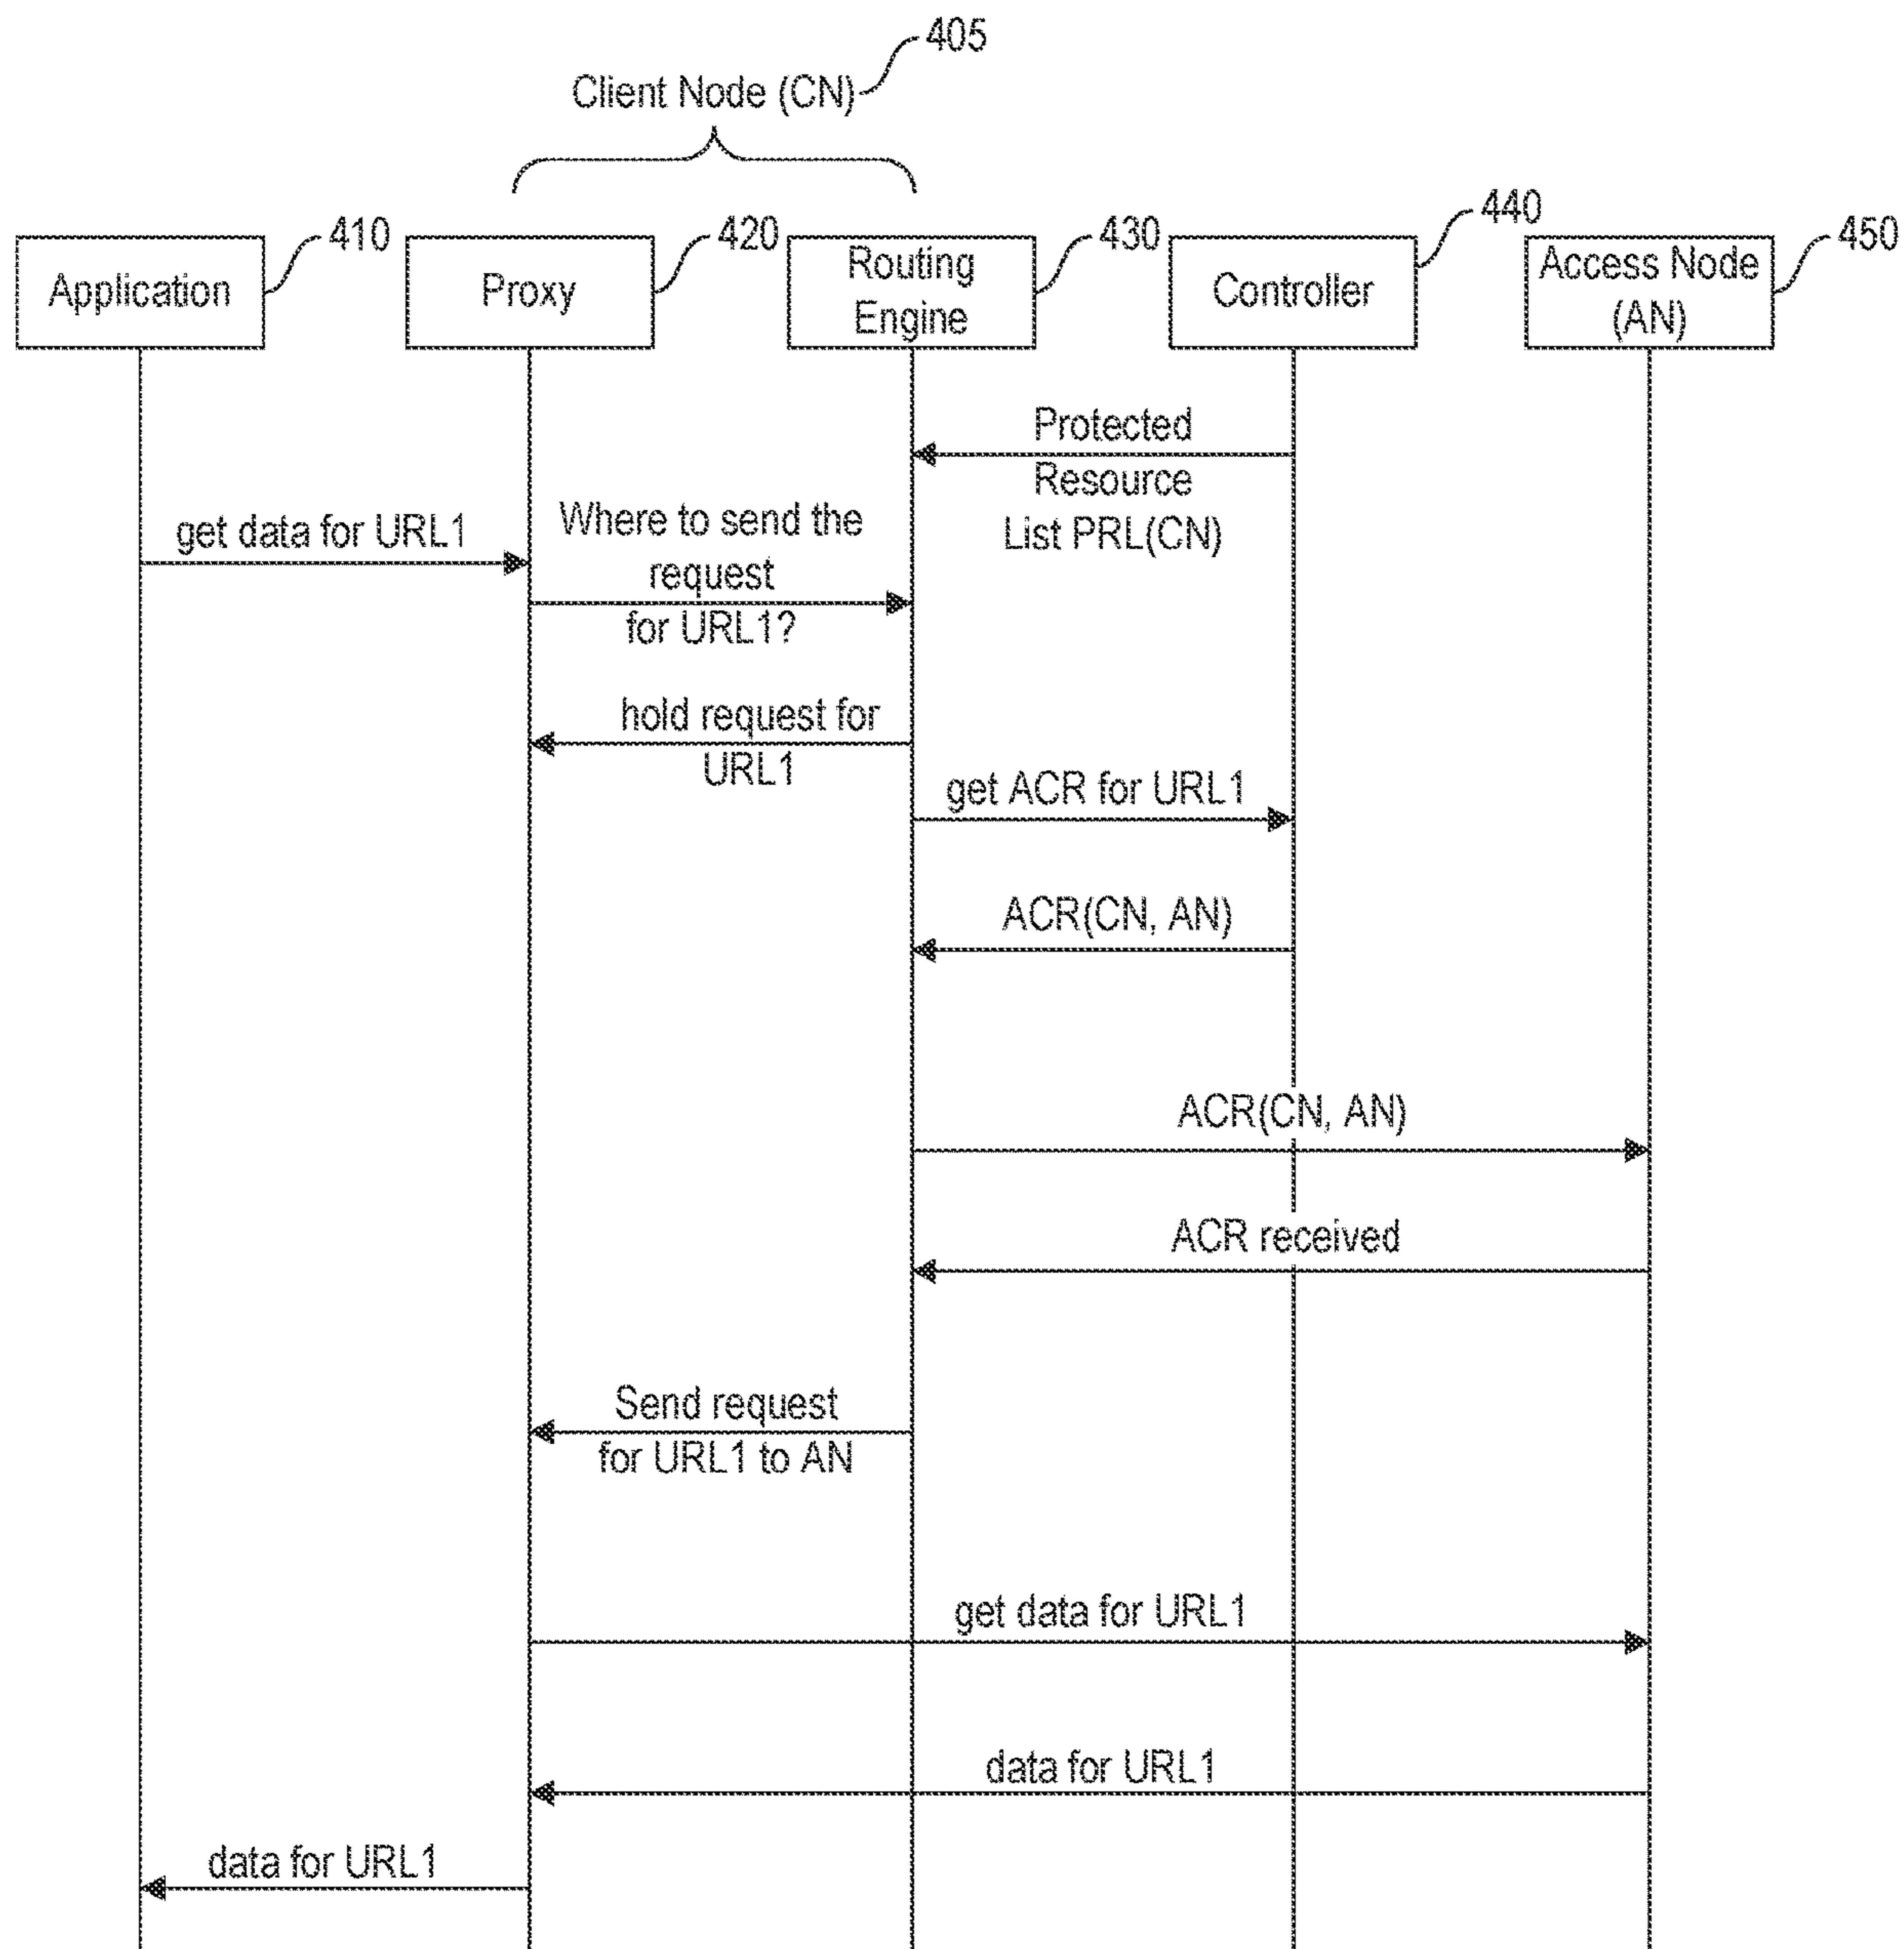 405
Client Node (CN)
410
420
430
440
450
Application
Proxy
Routing
Engine
Controller
Access Node
(AN)
Protected
Resource
List PRL(CN)
get data for URL1
Where to send the
request
for URL1?
hold request for
URL1
get ACR for URL1
ACR(CN, AN)
ACR(CN, AN)
ACR received
Send request
for URL1 to AN
get data for URL1
data for URL1
data for URL1